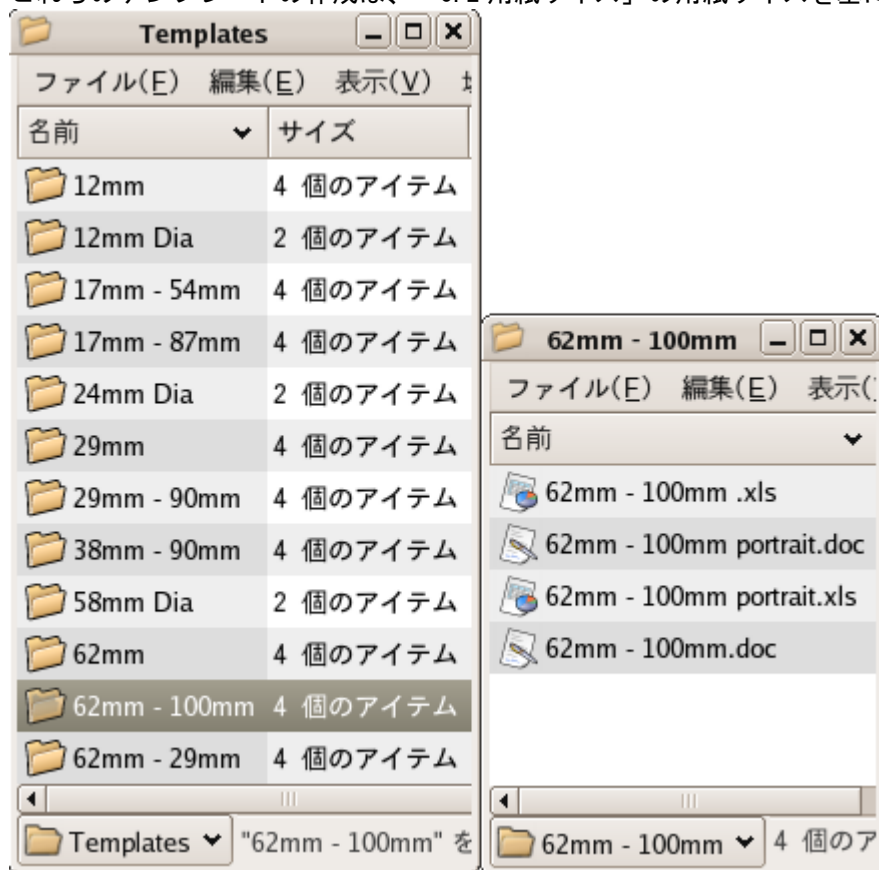 Templates
ファイル(F) 編集(E) 表示(V)
名前 サイズ
12mm 4 個のアイテム
12mm Dia 2 個のアイテム
17mm - 54mm 4 個のアイテム
17mm - 87mm 4 個のアイテム
24mm Dia 2 個のアイテム
29mm 4 個のアイテム
29mm - 90mm 4 個のアイテム
38mm - 90mm 4 個のアイテム
58mm Dia 2 個のアイテム
62mm 4 個のアイテム
62mm - 100mm 4 個のアイテム
62mm - 29mm 4 個のアイテム
Templates "62mm - 100mm" を
62mm - 100mm
ファイル(F) 編集(E) 表示(
名前
62mm - 100mm .xls
62mm - 100mm portrait.doc
62mm - 100mm portrait.xls
62mm - 100mm.doc
62mm - 100mm 4 個のア